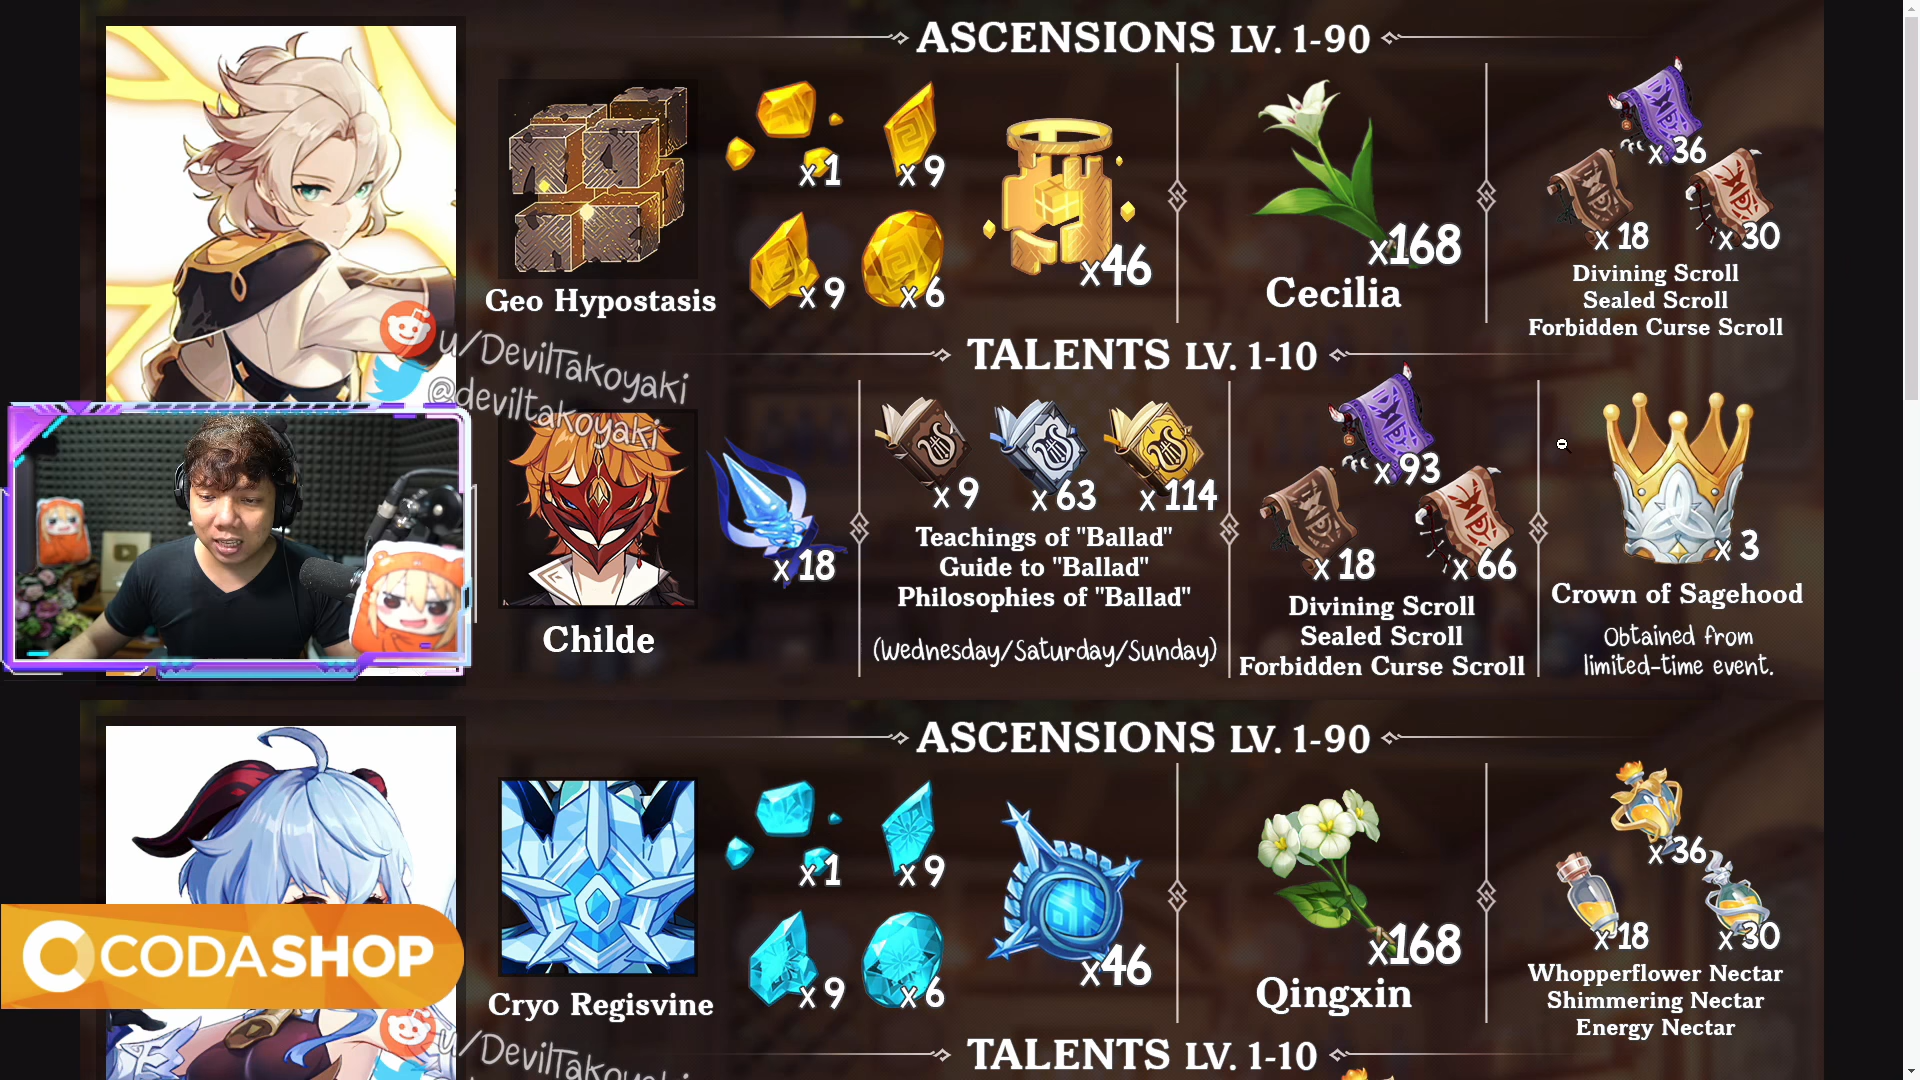 ASCENSIONS LV. 1-90
x1
x9
x9
x6
x46
x168
x36
x18
x30
Geo Hypostasis
Cecilia
Divining Scroll
Sealed Scroll
Forbidden Curse Scroll
u/DevilTakoyaki
@deviltakoyaki
TALENTS LV. 1-10
x18
x9
x63
x114
x93
x18
x66
x3
Childe
Teachings of "Ballad"
Guide to "Ballad"
Philosophies of "Ballad"
(Wednesday/Saturday/Sunday)
Divining Scroll
Sealed Scroll
Forbidden Curse Scroll
Crown of Sagehood
Obtained from
limited-time event.
ASCENSIONS LV. 1-90
x1
x9
x9
x6
x46
x168
x36
x18
x30
Cryo Regisvine
Qingxin
Whopperflower Nectar
Shimmering Nectar
Energy Nectar
CODASHOP
u/DevilTakoyaki
TALENTS LV. 1-10